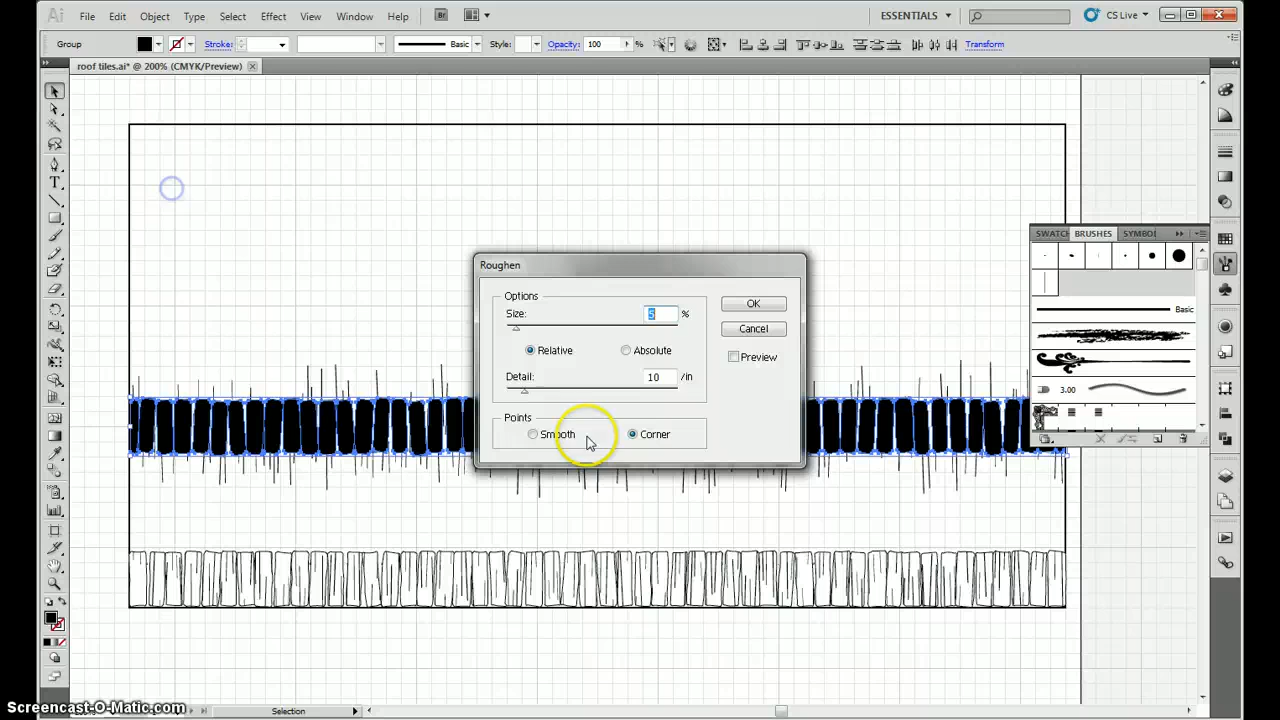 Ai File Edit Object Type Select Effect View Window Help Br ESSENTIALS CS Live
Group Stroke: Basic Style: Opacity: 100 % Transform
roof tiles.ai* @ 200% (CMYK/Preview)
SWATCH BRUSHES SYMBOL
Basic
3.00
Roughen
Options
Size: 5 %
Relative Absolute
Detail: 10 /in
Points
Smooth Corner
OK
Cancel
Preview
T
Selection
Screencast-O-Matic.com